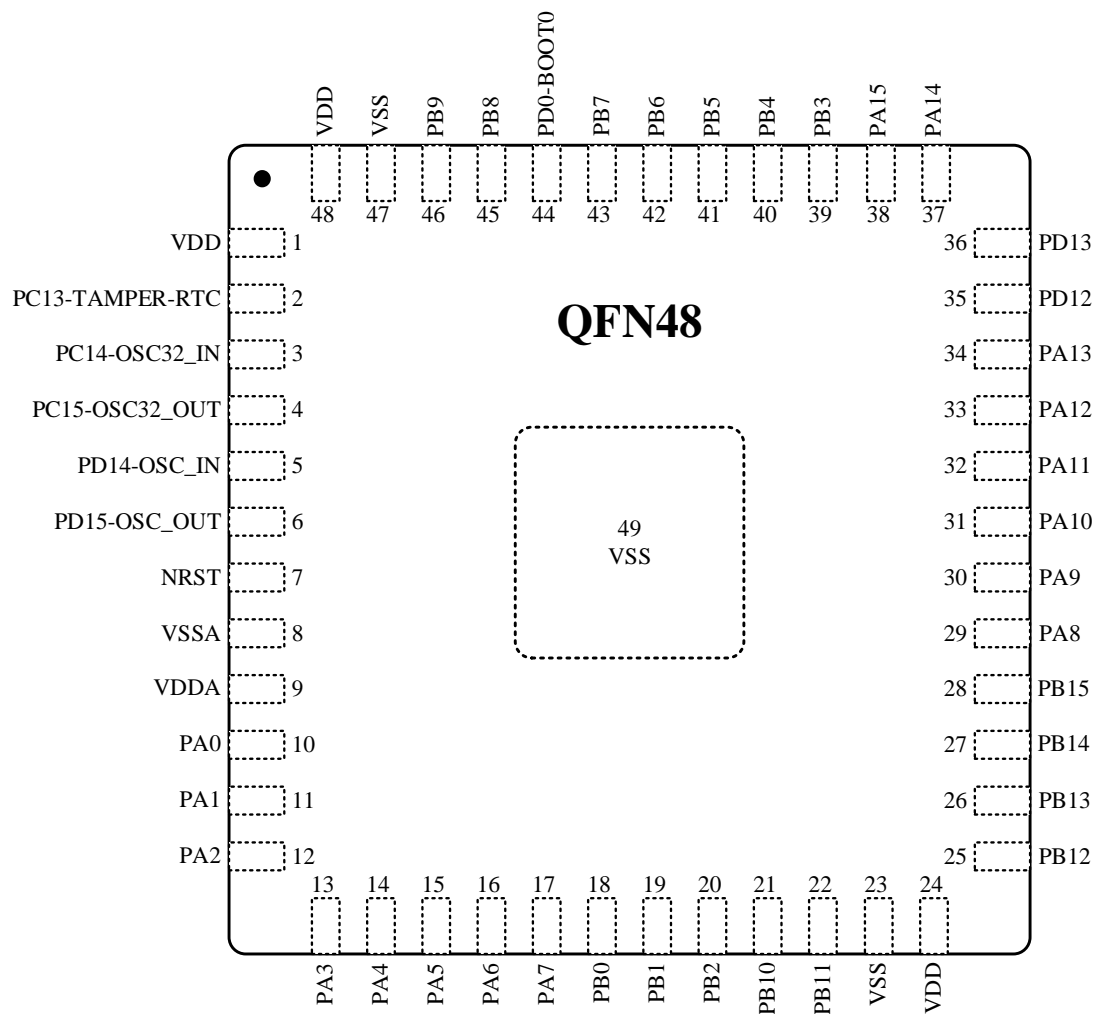 VDD
VSS
PB9
PB8
PD0-BOOT0
PB7
PB6
PB5
PB4
PB3
PA15
PA14
48
47
46
45
44
43
42
41
40
39
38
37
VDD 1
36 PD13
PC13-TAMPER-RTC 2
35 PD12
QFN48
PC14-OSC32_IN 3
34 PA13
PC15-OSC32_OUT 4
33 PA12
PD14-OSC_IN 5
32 PA11
PD15-OSC_OUT 6
31 PA10
49
VSS
NRST 7
30 PA9
VSSA 8
29 PA8
VDDA 9
28 PB15
PA0 10
27 PB14
PA1 11
26 PB13
PA2 12
25 PB12
13
14
15
16
17
18
19
20
21
22
23
24
PA3
PA4
PA5
PA6
PA7
PB0
PB1
PB2
PB10
PB11
VSS
VDD